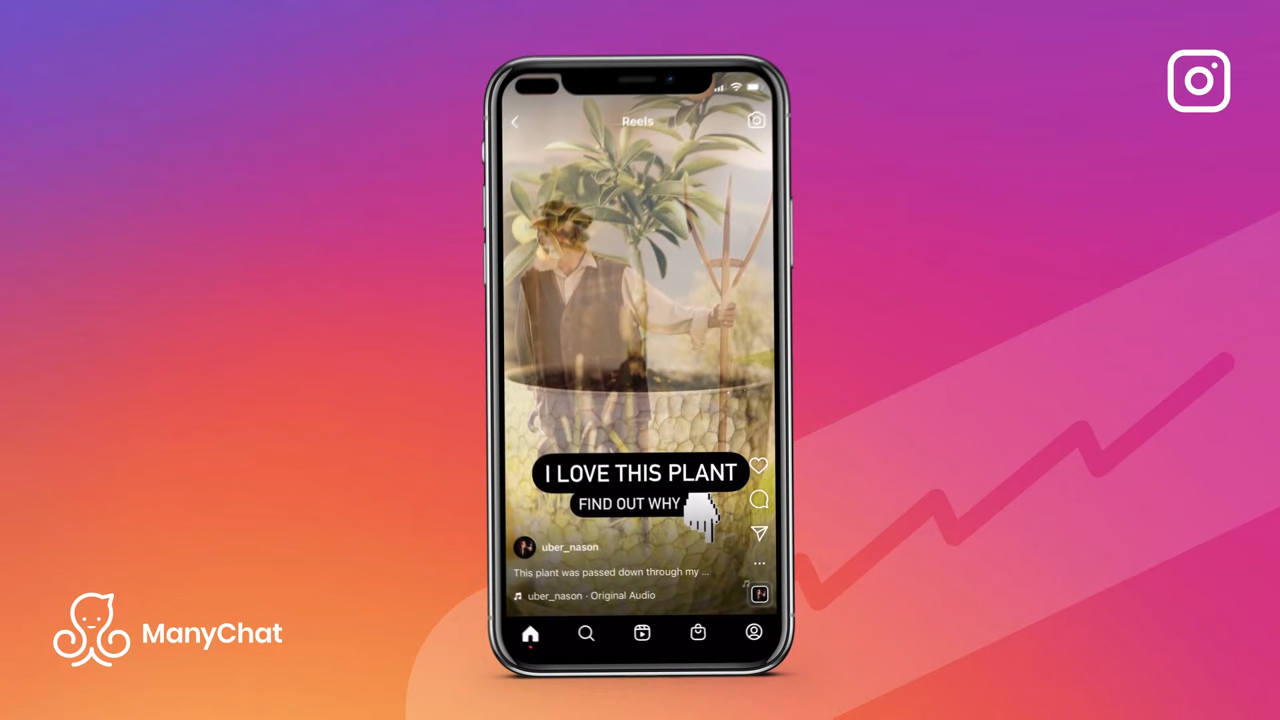 Reels
I LOVE THIS PLANT
FIND OUT WHY
uber_nason
This plant was passed down through my ...
uber_nason · Original Audio
ManyChat